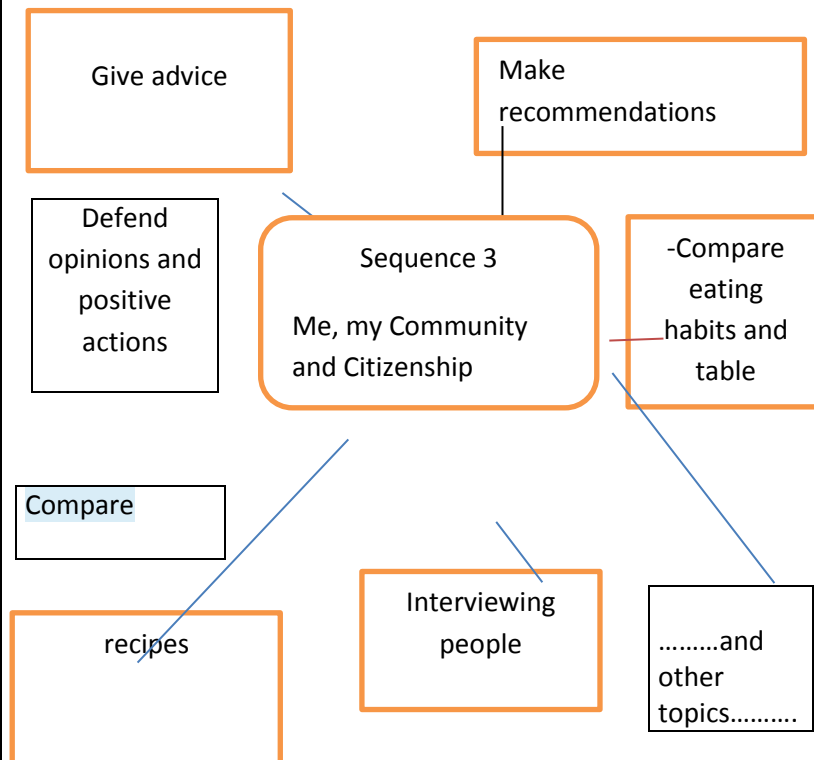 Give advice
Make
recommendations
Defend
opinions and
positive
actions
Sequence 3
Me, my Community
and Citizenship
-Compare
eating
habits and
table
Compare
recipes
Interviewing
people
………and
other
topics……….